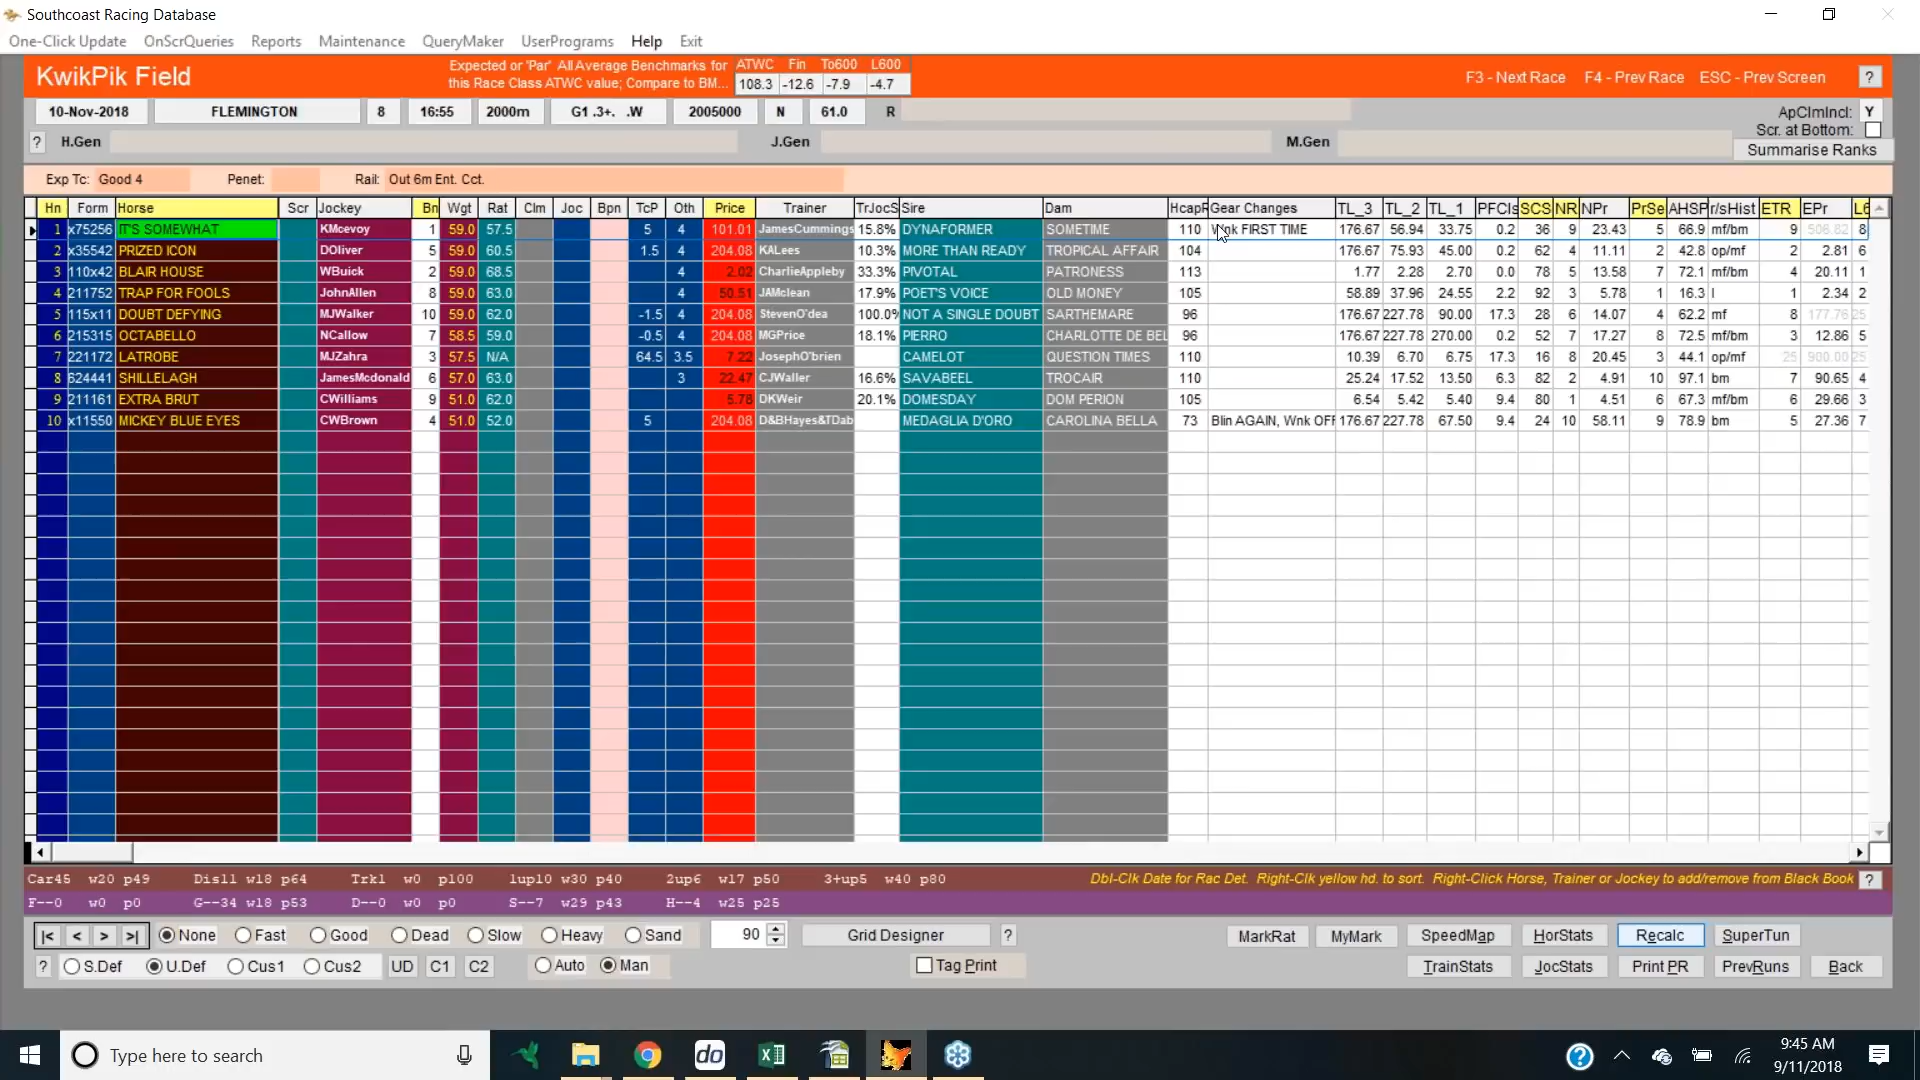 Southcoast Racing Database
One-Click Update OnScrQueries Reports Maintenance QueryMaker UserPrograms Help Exit
KwikPik Field
Expected or 'Par' All Average Benchmarks for
this Race Class ATWC value; Compare to BM...
ATWC Fin To600 L600
108.3 -12.6 -7.9 -4.7
F3 - Next Race F4 - Prev Race ESC - Prev Screen ?
10-Nov-2018 FLEMINGTON 8 16:55 2000m G1 .3+. .W 2005000 N 61.0 R
ApClmIncl: Y
Scr. at Bottom:
? H.Gen J.Gen M.Gen
Summarise Ranks
Exp Tc: Good 4 Penet: Rail: Out 6m Ent. Cct.
Hn Form Horse Scr Jockey Bn Wgt Rat Clm Joc Bpn TcP Oth Price Trainer TrJocS Sire Dam HcapR Gear Changes TL_3 TL_2 TL_1 PFCls SCS NR NPr PrSe AHSP r/sHist ETR EPr L6
1 x75256 IT'S SOMEWHAT KMcevoy 1 59.0 57.5 5 4 101.01 JamesCummings 15.8% DYNAFORMER SOMETIME 110 Wnk FIRST TIME 176.67 56.94 33.75 0.2 36 9 23.43 5 66.9 mf/bm 9 506.82 8
2 x35542 PRIZED ICON DOliver 5 59.0 60.5 1.5 4 204.08 KALees 10.3% MORE THAN READY TROPICAL AFFAIR 104 176.67 75.93 45.00 0.2 62 4 11.11 2 42.8 op/mf 2 2.81 6
3 110x42 BLAIR HOUSE WBuick 2 59.0 68.5 4 2.02 CharlieAppleby 33.3% PIVOTAL PATRONESS 113 1.77 2.28 2.70 0.0 78 5 13.58 7 72.1 mf/bm 4 20.11 1
4 211752 TRAP FOR FOOLS JohnAllen 8 59.0 63.0 4 50.51 JAMclean 17.9% POET'S VOICE OLD MONEY 105 58.89 37.96 24.55 2.2 92 3 5.78 1 16.3 l 1 2.34 2
5 115x11 DOUBT DEFYING MJWalker 10 59.0 62.0 -1.5 4 204.08 StevenO'dea 100.0% NOT A SINGLE DOUBT SARTHEMARE 96 176.67 227.78 90.00 17.3 28 6 14.07 4 62.2 mf 8 177.76 25
6 215315 OCTABELLO NCallow 7 58.5 59.0 -0.5 4 204.08 MGPrice 18.1% PIERRO CHARLOTTE DE BEL 96 176.67 227.78 270.00 17.3 52 7 17.27 8 72.5 mf/bm 3 12.86 5
7 221172 LATROBE MJZahra 3 57.5 N/A 64.5 3.5 7.22 JosephO'brien CAMELOT QUESTION TIMES 110 10.39 6.70 6.75 17.3 16 8 20.45 3 44.1 op/mf 25 900.00 25
8 624441 SHILLELAGH JamesMcdonald 6 57.0 63.0 3 22.47 CJWaller 16.6% SAVABEEL TROCAIR 110 25.24 17.52 13.50 6.3 82 2 4.91 10 97.1 bm 7 90.65 4
9 211161 EXTRA BRUT CWilliams 9 51.0 62.0 5.78 DKWeir 20.1% DOMESDAY DOM PERION 105 6.54 5.42 5.40 9.4 80 1 4.51 6 67.3 mf/bm 6 29.66 3
10 x11550 MICKEY BLUE EYES CWBrown 4 51.0 52.0 5 204.08 D&BHayes&TDab MEDAGLIA D'ORO CAROLINA BELLA 73 Blin AGAIN, Wnk OFF 176.67 227.78 67.50 9.4 24 10 58.11 9 78.9 bm 5 27.36 7
Car45 w20 p49 Dis11 w18 p64 Trk1 w0 p100 1up10 w30 p40 2up6 w17 p50 3+up5 w40 p80 Dbl-Clk Date for Rac Det. Right-Clk yellow hd. to sort. Right-Click Horse, Trainer or Jockey to add/remove from Black Book ?
F--0 w0 p0 G--34 w18 p53 D--0 w0 p0 S--7 w29 p43 H--4 w25 p25
|< < > >| None Fast Good Dead Slow Heavy Sand 90 Grid Designer ? MarkRat MyMark SpeedMap HorStats Recalc SuperTun
? S.Def U.Def Cus1 Cus2 UD C1 C2 Auto Man Tag Print TrainStats JocStats Print PR PrevRuns Back
Type here to search
do
?
9:45 AM
9/11/2018